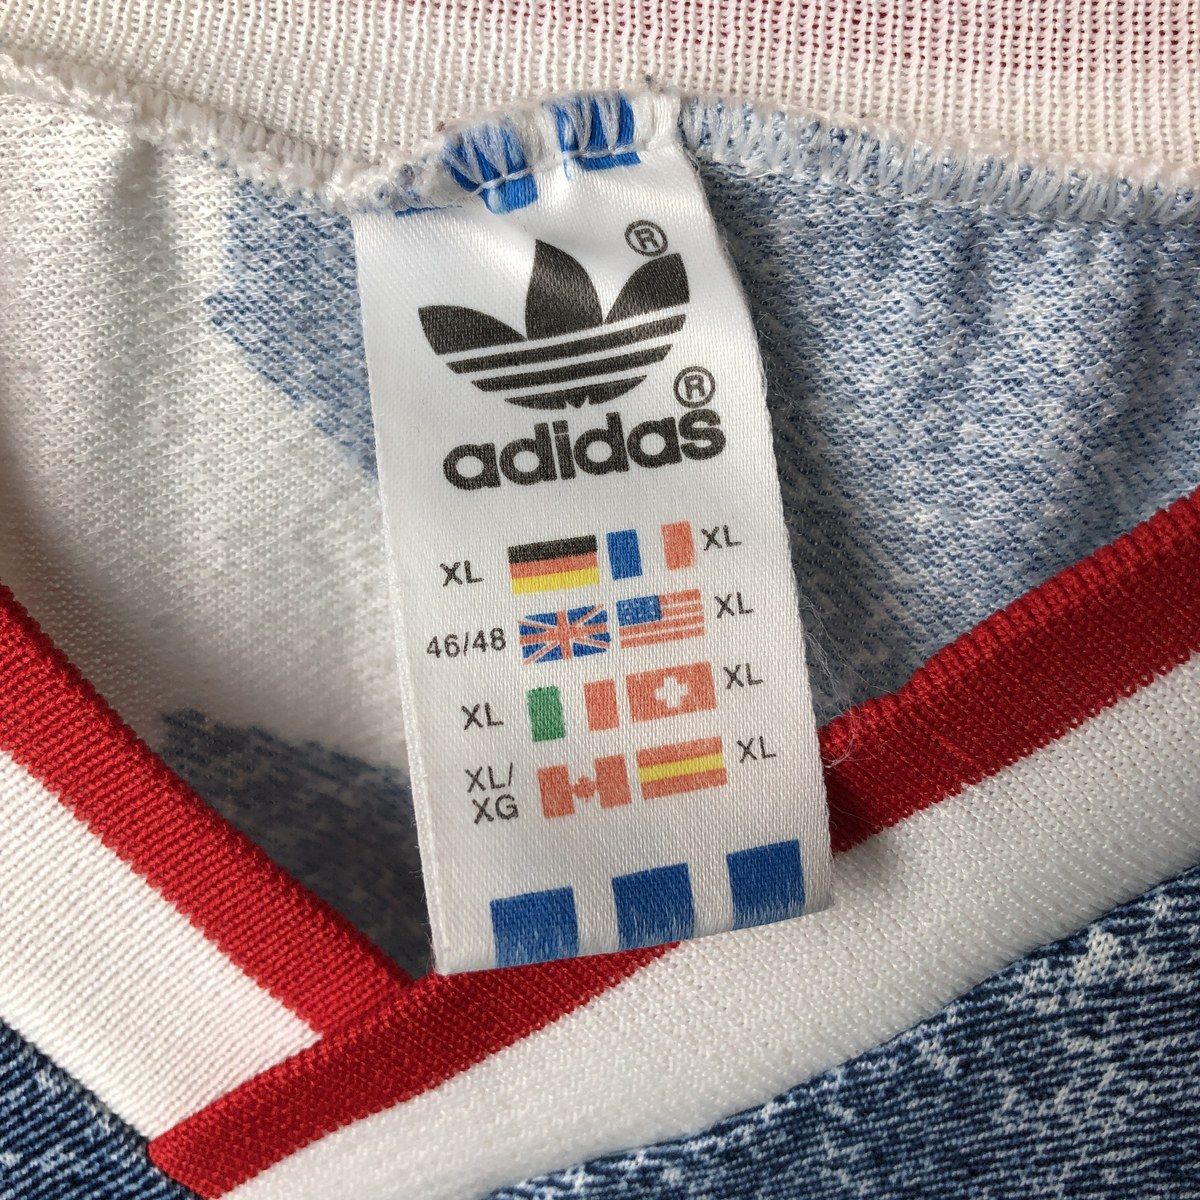 ®
®
adidas
XL XL
46/48 XL
XL XL
XL/
XG XL